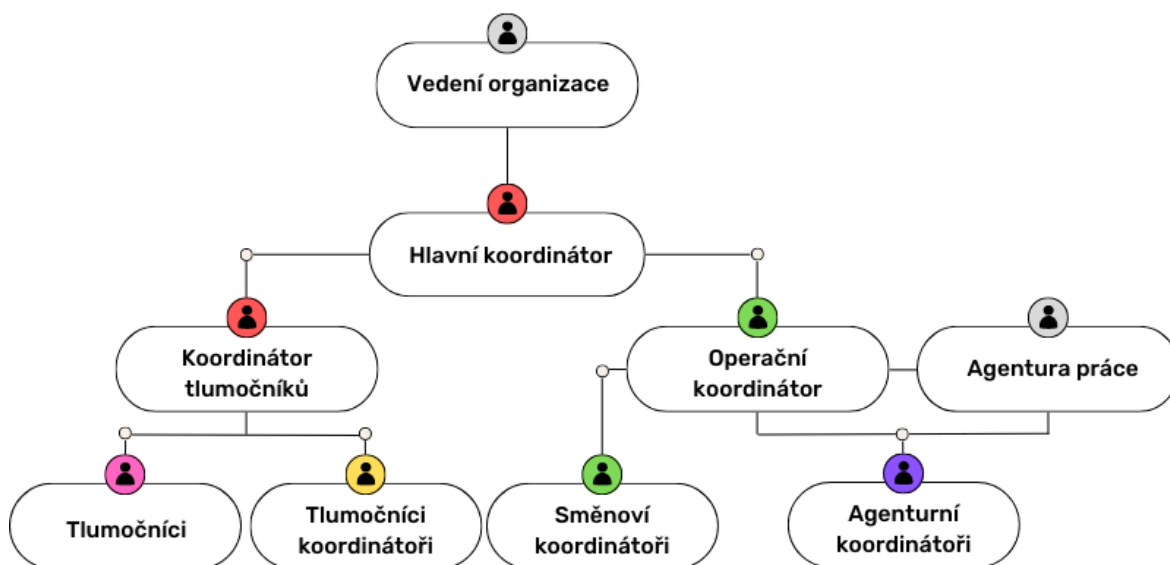 Vedení organizace
Hlavní koordinátor
Koordinátor
tlumočníků
Operační
koordinátor
Agentura práce
Tlumočníci
Tlumočníci
koordinátoři
Směnoví
koordinátoři
Agenturní
koordinátoři